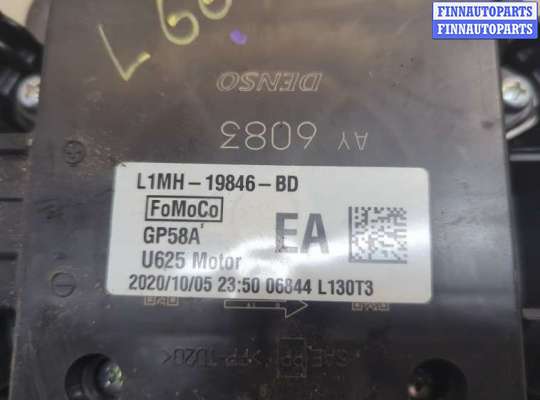 FINNAUTOPARTS
FINNAUTOPARTS
L60
DENSO
AY 6083
L1MH-19846-BD
FoMoCo
GP58A
EA
U625 Motor
2020/10/05 23:50 06844 L130T3